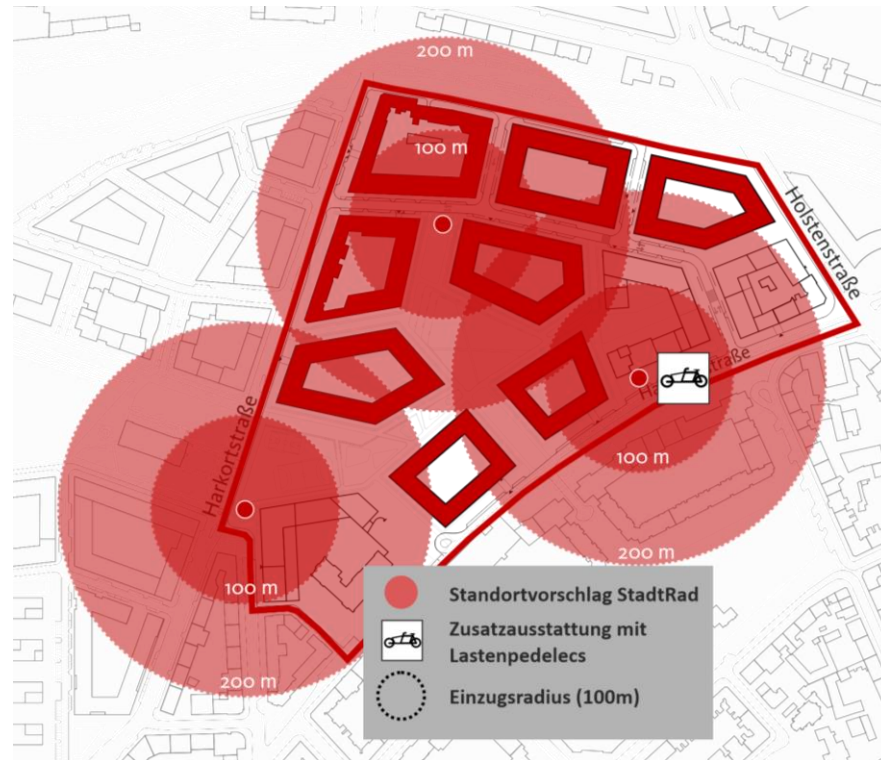 200 m
100 m
Holstenstraße
Harkortstraße
100 m
200 m
100 m
200 m
Standortvorschlag StadtRad
Zusatzausstattung mit
Lastenpedelecs
Einzugsradius (100m)